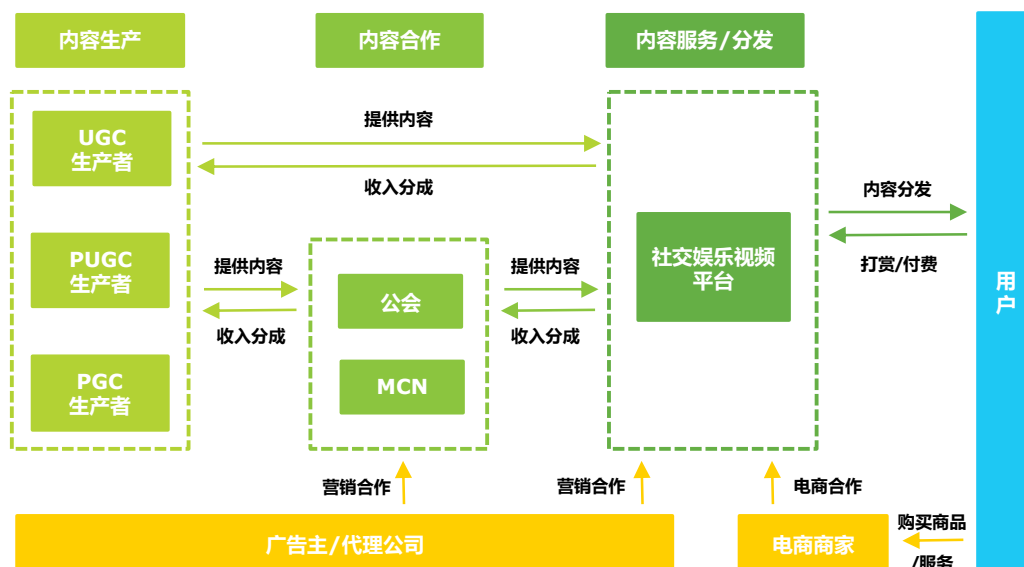 内容生产
内容合作
内容服务/分发
UGC
生产者
PUGC
生产者
PGC
生产者
提供内容
收入分成
提供内容
收入分成
公会
MCN
提供内容
收入分成
社交娱乐视频
平台
内容分发
打赏/付费
用
户
营销合作
营销合作
电商合作
广告主/代理公司
电商商家
购买商品
/服务